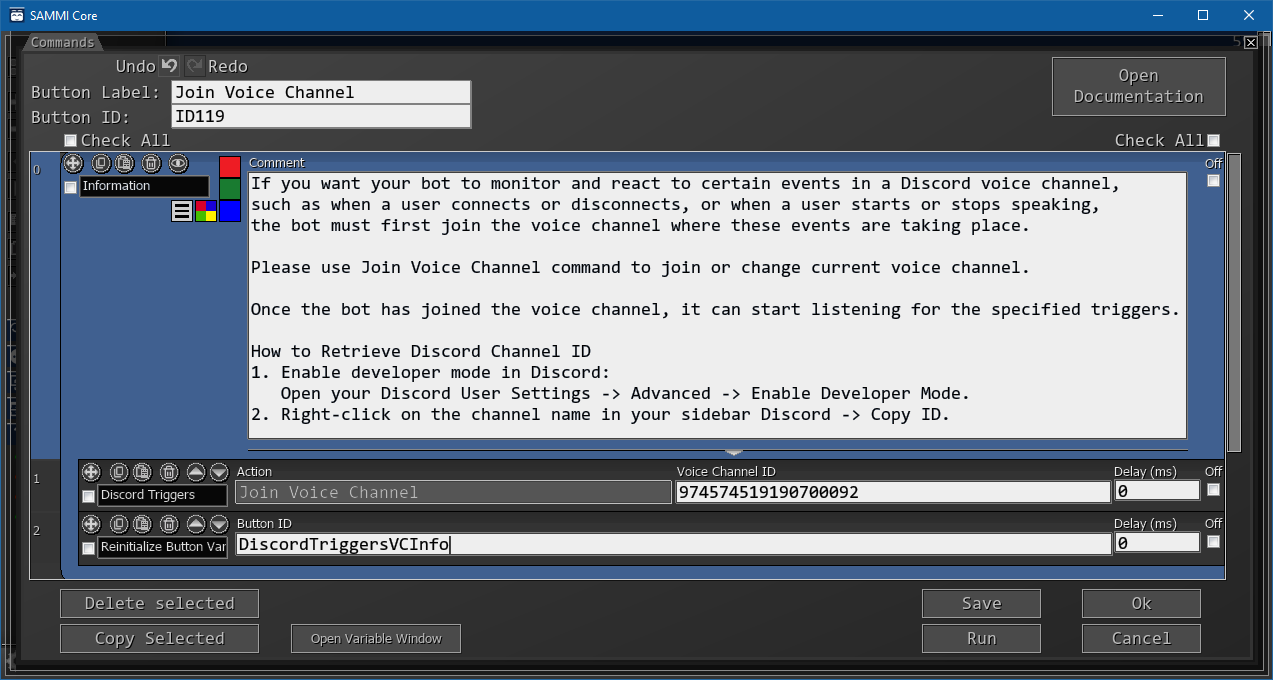 SAMMI Core
Commands
Undo Redo
Open
Documentation
Button Label: Join Voice Channel
Button ID: ID119
Check All
Check All
0
Information
Comment
Off
If you want your bot to monitor and react to certain events in a Discord voice channel,
such as when a user connects or disconnects, or when a user starts or stops speaking,
the bot must first join the voice channel where these events are taking place.
Please use Join Voice Channel command to join or change current voice channel.
Once the bot has joined the voice channel, it can start listening for the specified triggers.
How to Retrieve Discord Channel ID
1. Enable developer mode in Discord:
Open your Discord User Settings -> Advanced -> Enable Developer Mode.
2. Right-click on the channel name in your sidebar Discord -> Copy ID.
1
Action Voice Channel ID Delay (ms) Off
Discord Triggers Join Voice Channel 974574519190700092 0
2
Button ID Delay (ms) Off
Reinitialize Button Var DiscordTriggersVCInfo 0
Delete selected Save Ok
Copy Selected Open Variable Window Run Cancel